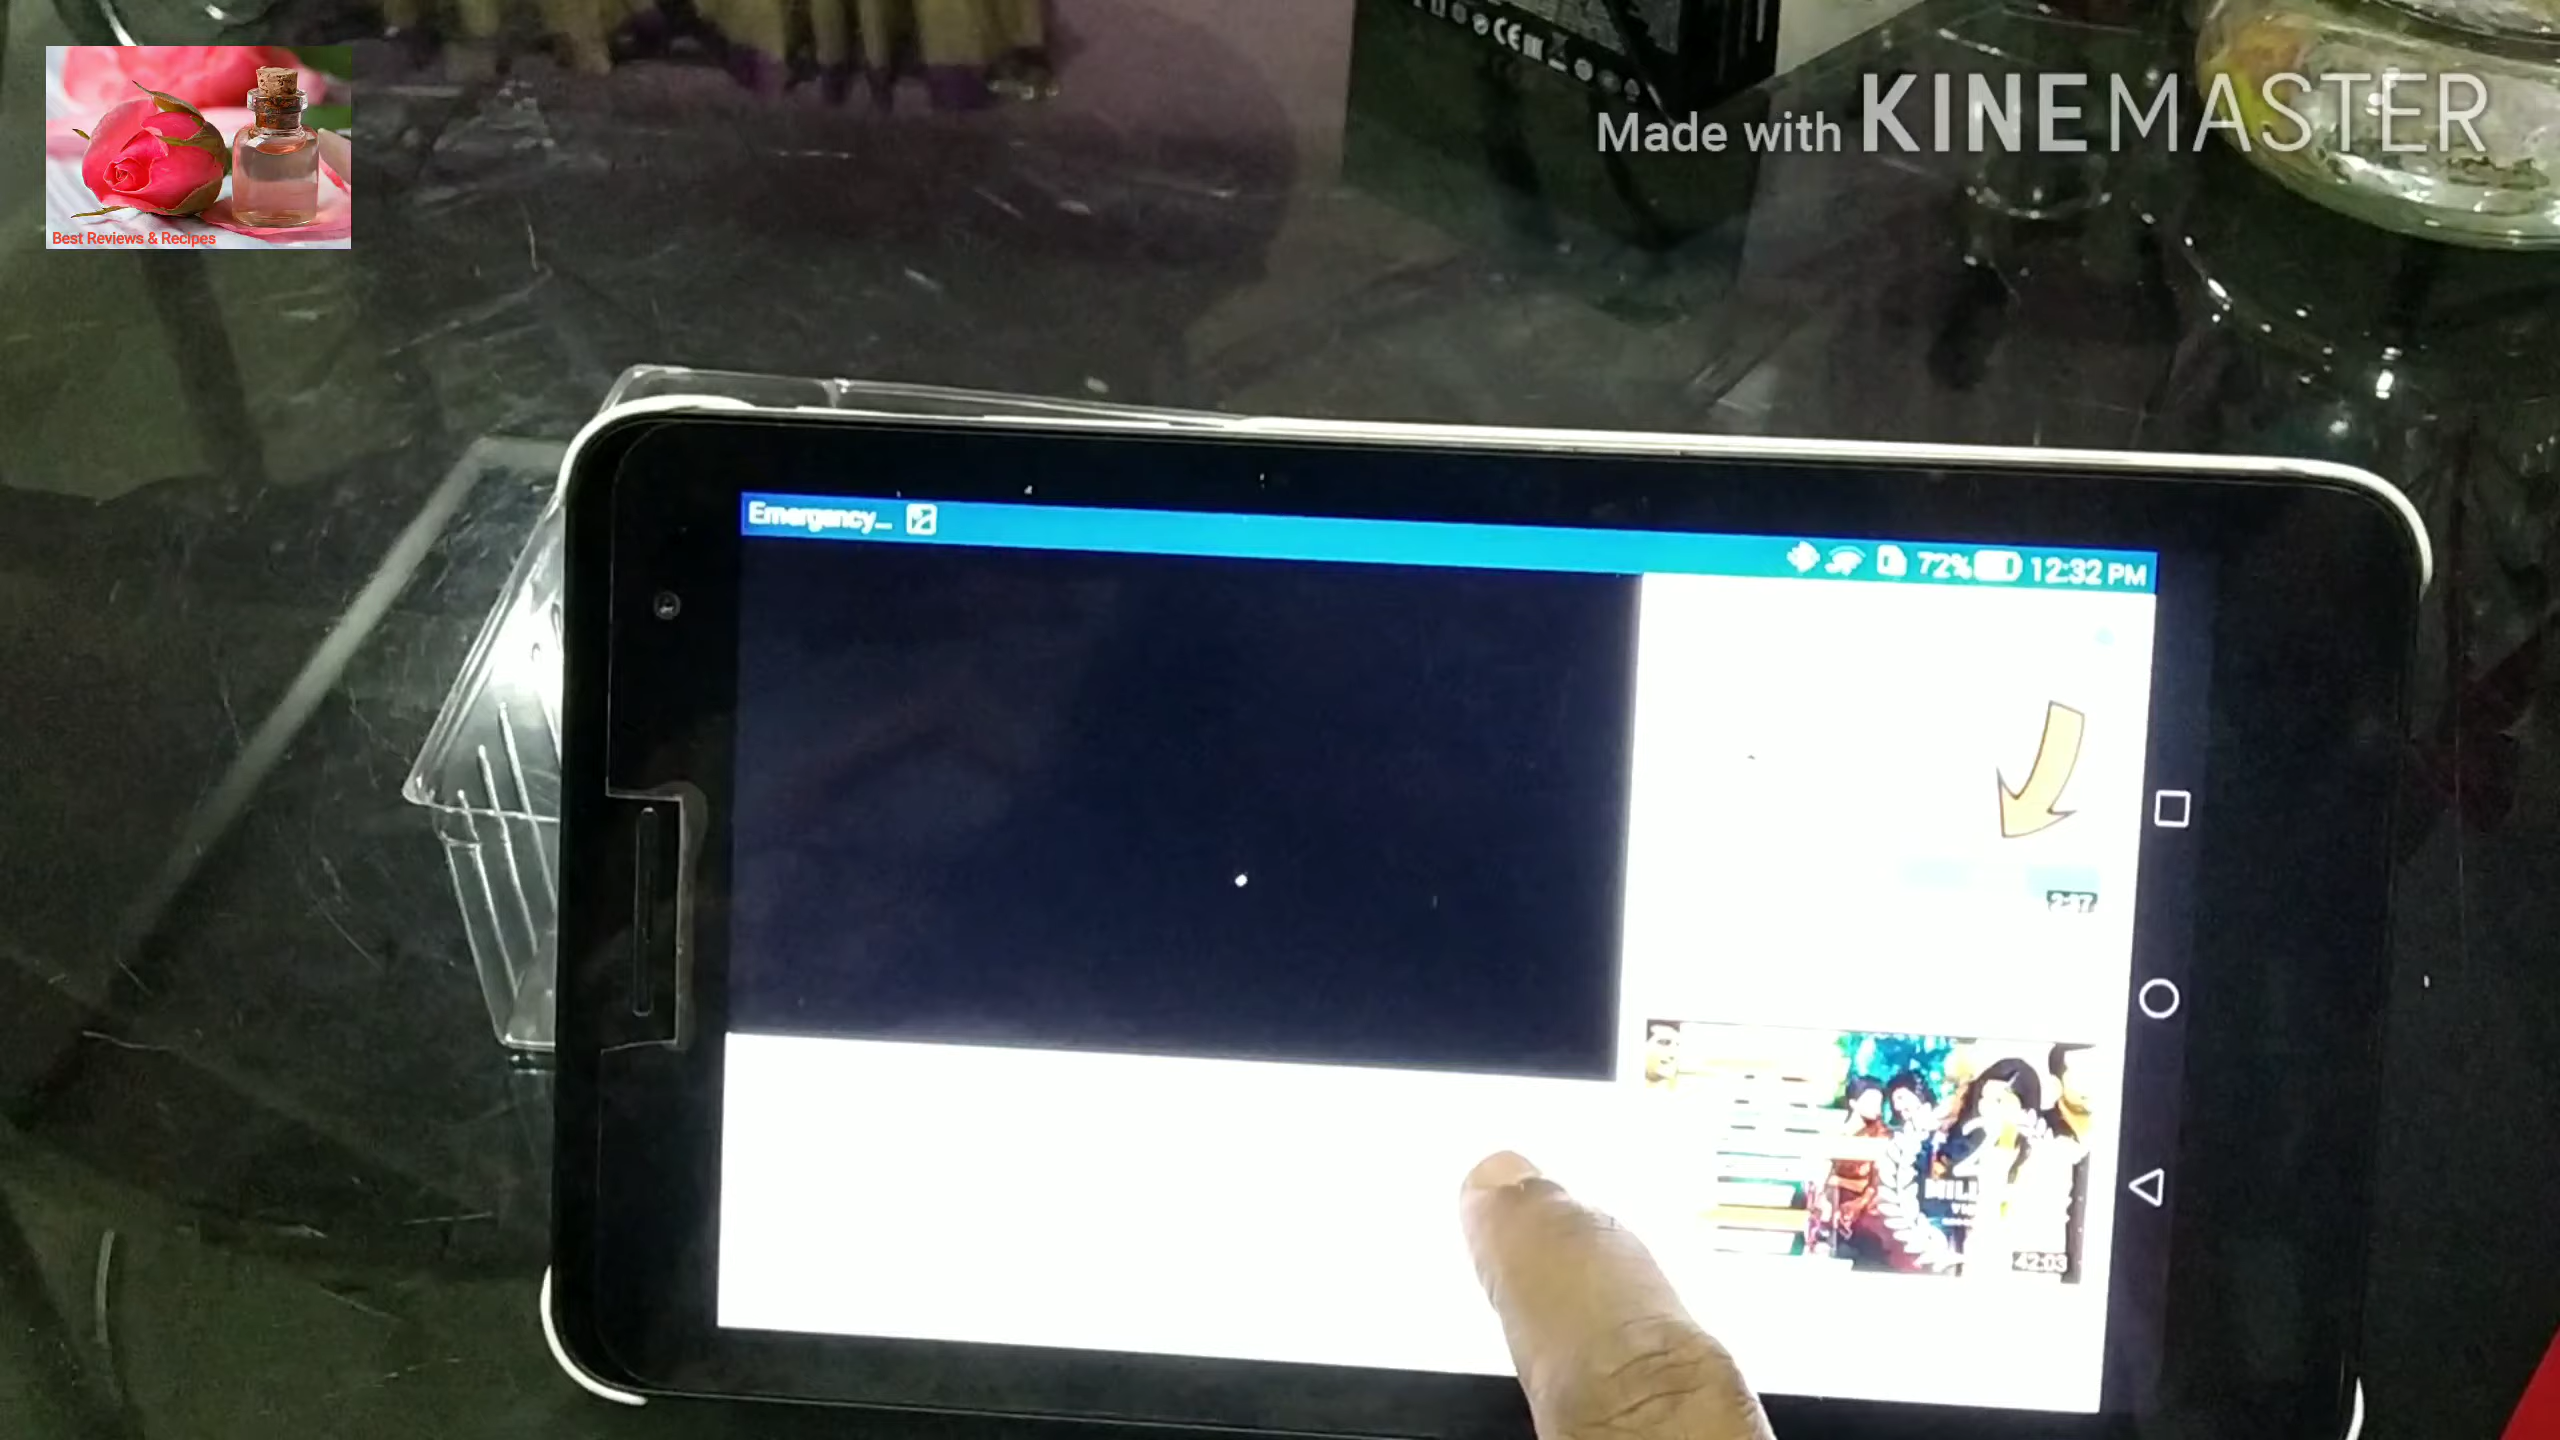 Made with KINEMASTER
Best Reviews & Recipes
Emergency...
72% 12:32 PM
2:37
42:03